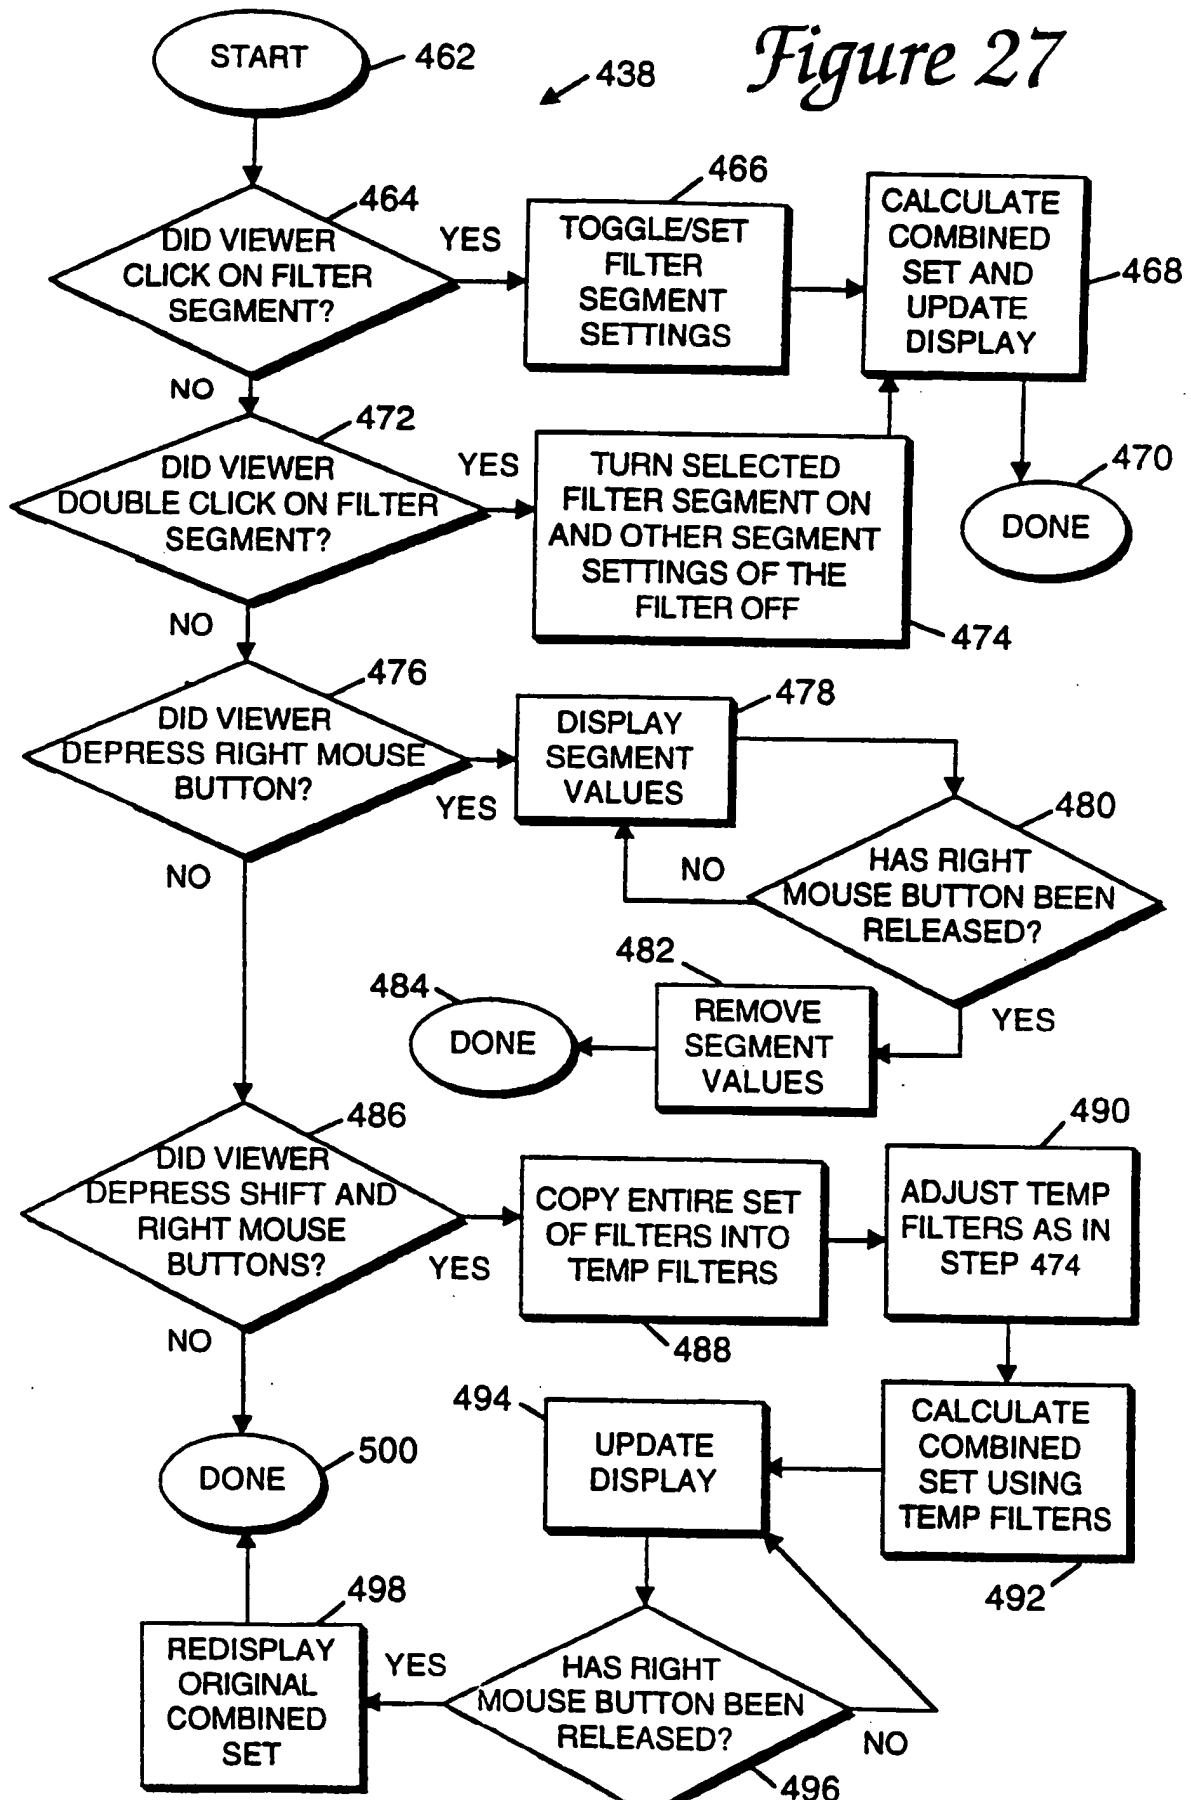 START
462
438
Figure 27
464
DID VIEWER
CLICK ON FILTER
SEGMENT?
YES
NO
466
TOGGLE/SET
FILTER
SEGMENT
SETTINGS
CALCULATE
COMBINED
SET AND
UPDATE
DISPLAY
468
470
DONE
472
DID VIEWER
DOUBLE CLICK ON FILTER
SEGMENT?
YES
NO
TURN SELECTED
FILTER SEGMENT ON
AND OTHER SEGMENT
SETTINGS OF THE
FILTER OFF
474
476
DID VIEWER
DEPRESS RIGHT MOUSE
BUTTON?
YES
NO
478
DISPLAY
SEGMENT
VALUES
480
HAS RIGHT
MOUSE BUTTON BEEN
RELEASED?
NO
YES
482
REMOVE
SEGMENT
VALUES
484
DONE
486
DID VIEWER
DEPRESS SHIFT AND
RIGHT MOUSE
BUTTONS?
YES
NO
COPY ENTIRE SET
OF FILTERS INTO
TEMP FILTERS
488
490
ADJUST TEMP
FILTERS AS IN
STEP 474
CALCULATE
COMBINED
SET USING
TEMP FILTERS
492
494
UPDATE
DISPLAY
500
DONE
HAS RIGHT
MOUSE BUTTON BEEN
RELEASED?
NO
YES
496
498
REDISPLAY
ORIGINAL
COMBINED
SET